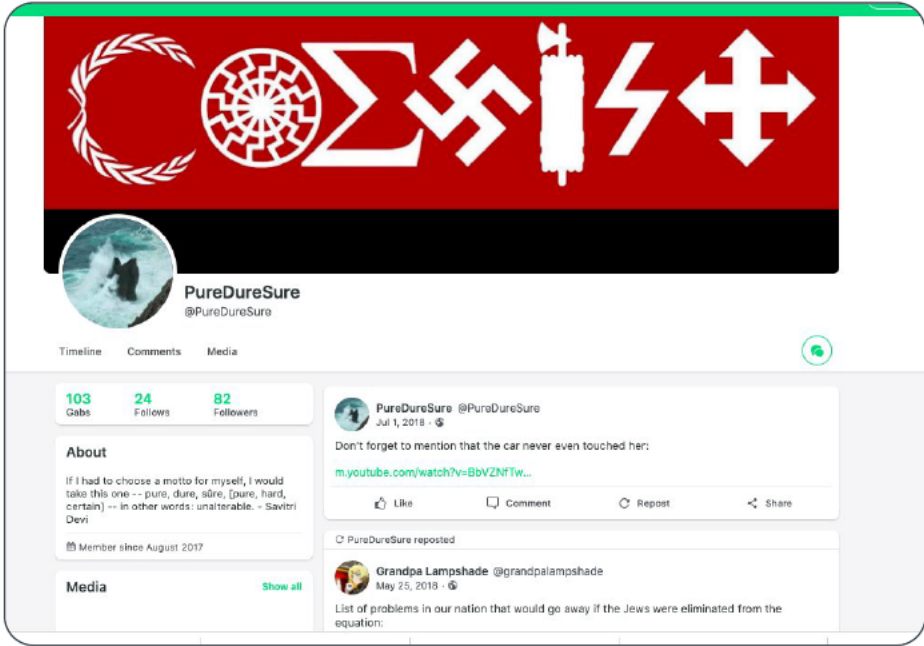 COEXIST
PureDureSure
@PureDureSure
Timeline Comments Media
103 24 82
Gabs Follows Followers
About
If I had to choose a motto for myself, I would
take this one -- pure, dure, sûre, [pure, hard,
certain] -- in other words: unalterable. - Savitri
Devi
Member since August 2017
Media Show all
PureDureSure @PureDureSure
Jul 1, 2018 ·
Don't forget to mention that the car never even touched her:
m.youtube.com/watch?v=BbVZNfTw...
Like Comment Repost Share
PureDureSure reposted
Grandpa Lampshade @grandpalampshade
May 25, 2018 ·
List of problems in our nation that would go away if the Jews were eliminated from the
equation: